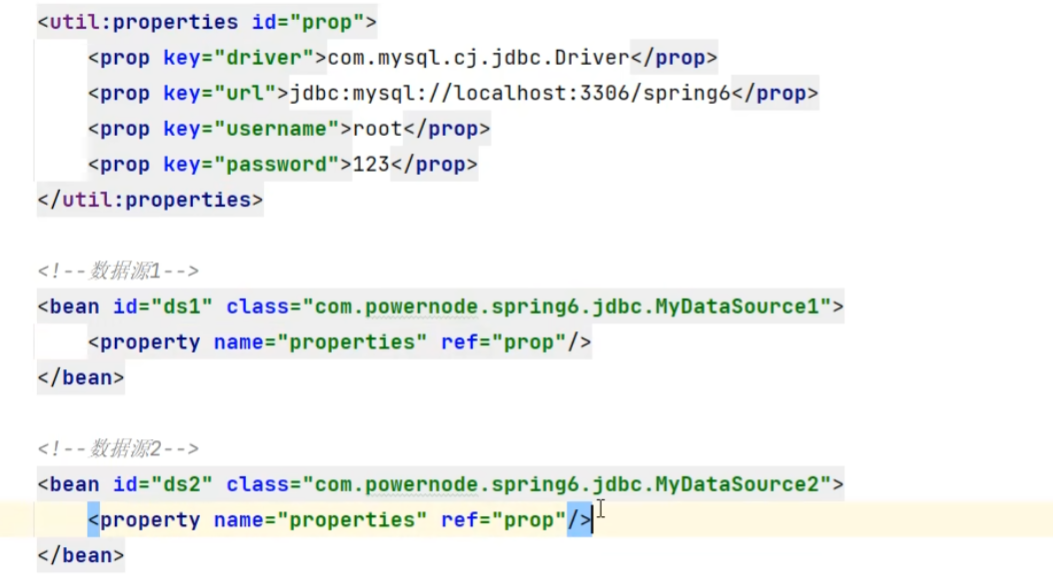 <util:properties id="prop">
<prop key="driver">com.mysql.cj.jdbc.Driver</prop>
<prop key="url">jdbc:mysql://localhost:3306/spring6</prop>
<prop key="username">root</prop>
<prop key="password">123</prop>
</util:properties>
<!--数据源1-->
<bean id="ds1" class="com.powernode.spring6.jdbc.MyDataSource1">
<property name="properties" ref="prop"/>
</bean>
<!--数据源2-->
<bean id="ds2" class="com.powernode.spring6.jdbc.MyDataSource2">
<property name="properties" ref="prop"/>
</bean>